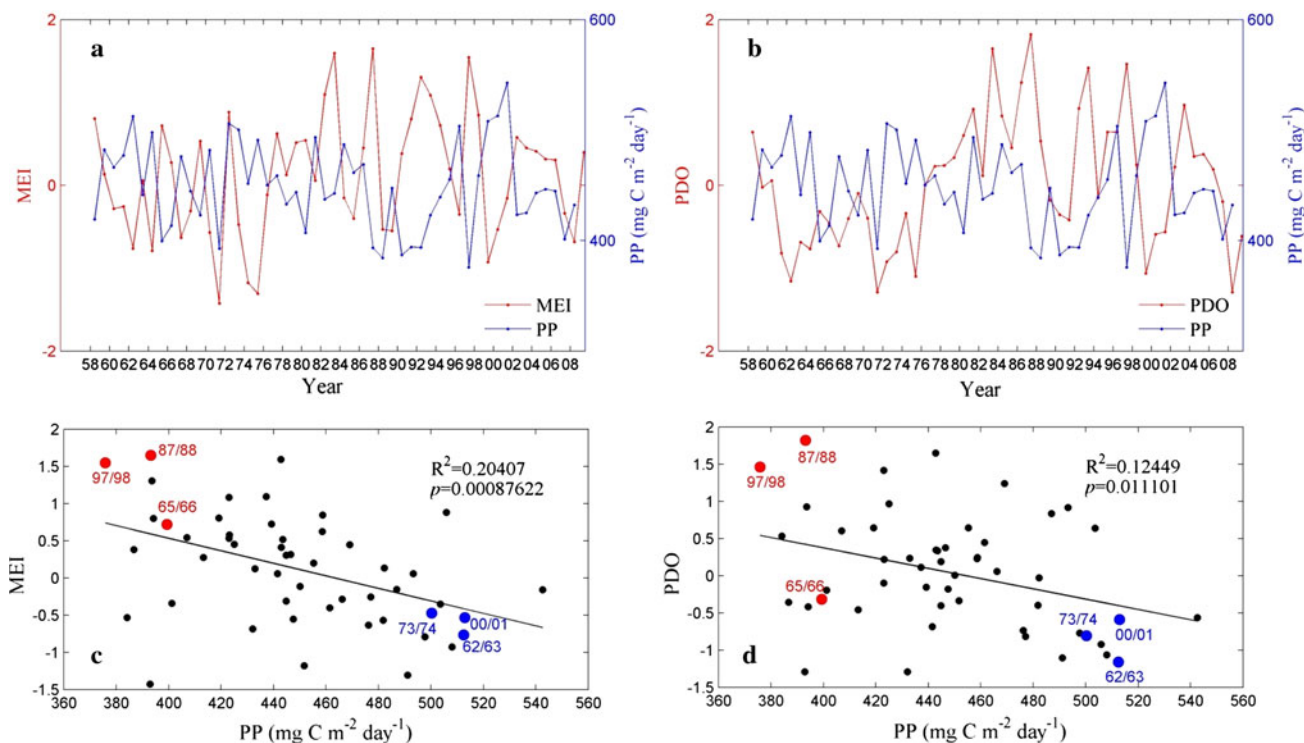 a
2
1
0
-1
-2
MEI
600
400
PP (mg C m-2 day-1)
MEI
PP
58 60 62 64 66 68 70 72 74 76 78 80 82 84 86 88 90 92 94 96 98 00 02 04 06 08
Year
b
2
1
0
-1
-2
PDO
600
400
PP (mg C m-2 day-1)
PDO
PP
58 60 62 64 66 68 70 72 74 76 78 80 82 84 86 88 90 92 94 96 98 00 02 04 06 08
Year
2
1.5
1
0.5
0
-0.5
-1
-1.5
MEI
87/88
97/98
65/66
R2=0.20407
p=0.00087622
73/74
00/01
62/63
c
360 380 400 420 440 460 480 500 520 540 560
PP (mg C m-2 day-1)
2
1.5
1
0.5
0
-0.5
-1
-1.5
PDO
87/88
97/98
65/66
R2=0.12449
p=0.011101
73/74
00/01
62/63
d
360 380 400 420 440 460 480 500 520 540 560
PP (mg C m-2 day-1)